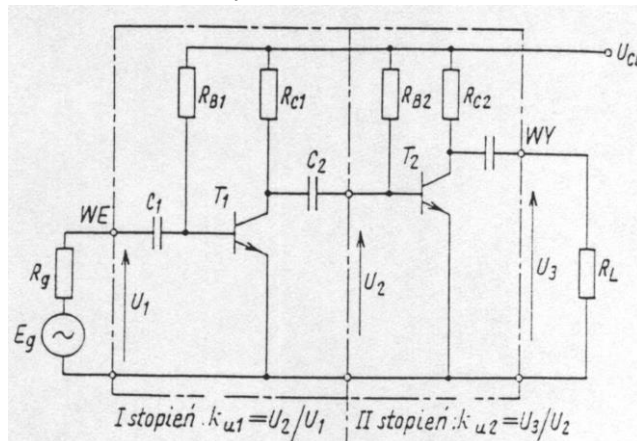 U_C
R_B1
R_C1
R_B2
R_C2
C_2
T_2
WY
WE
C_1
T_1
R_g
U_1
U_2
U_3
R_L
E_g
I stopień: k_u1=U_2/U_1
II stopień: k_u2=U_3/U_2